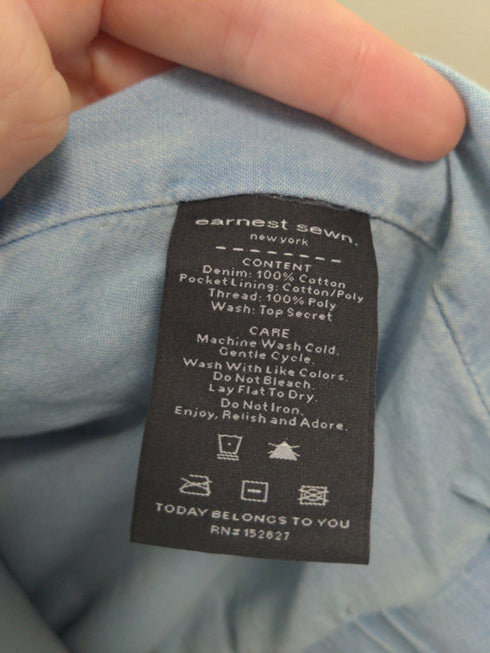 earnest sewn.
new york
CONTENT
Denim: 100% Cotton
Pocket Lining: Cotton/Poly
Thread: 100% Poly
Wash: Top Secret
CARE
Machine Wash Cold.
Gentle Cycle.
Wash With Like Colors.
Do Not Bleach.
Lay Flat To Dry.
Do Not Iron.
Enjoy, Relish and Adore.
TODAY BELONGS TO YOU
RN# 152827